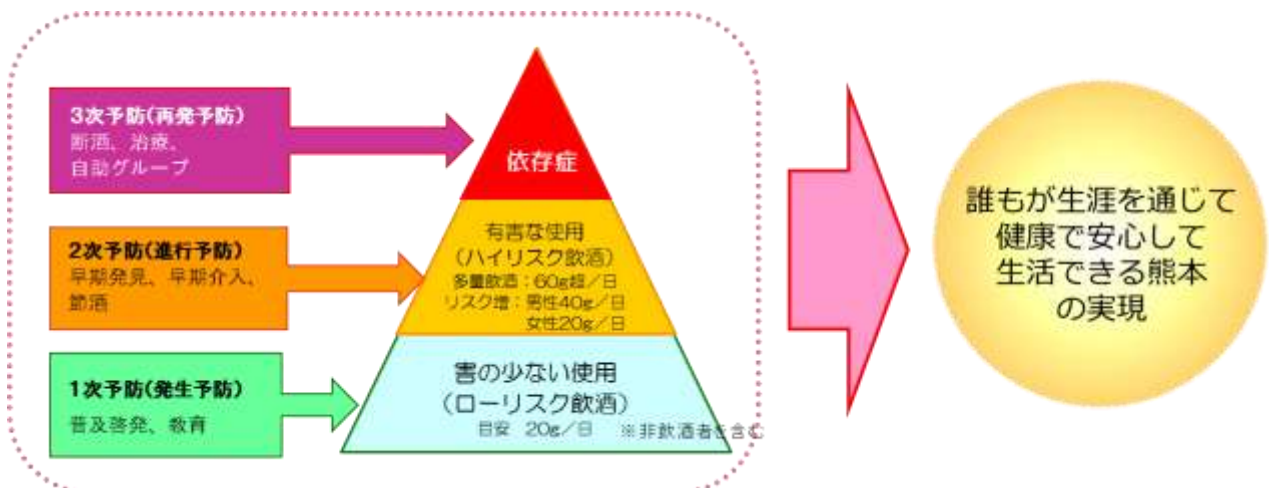 3次予防(再発予防)
断酒、治療、
自助グループ
2次予防(進行予防)
早期発見、早期介入、
節酒
1次予防(発生予防)
普及啓発、教育
依存症
有害な使用
(ハイリスク飲酒)
多量飲酒：60g超／日
リスク増：男性40g／日
女性20g／日
害の少ない使用
(ローリスク飲酒)
目安　20g／日　※非飲酒者を含む
誰もが生涯を通じて
健康で安心して
生活できる熊本
の実現